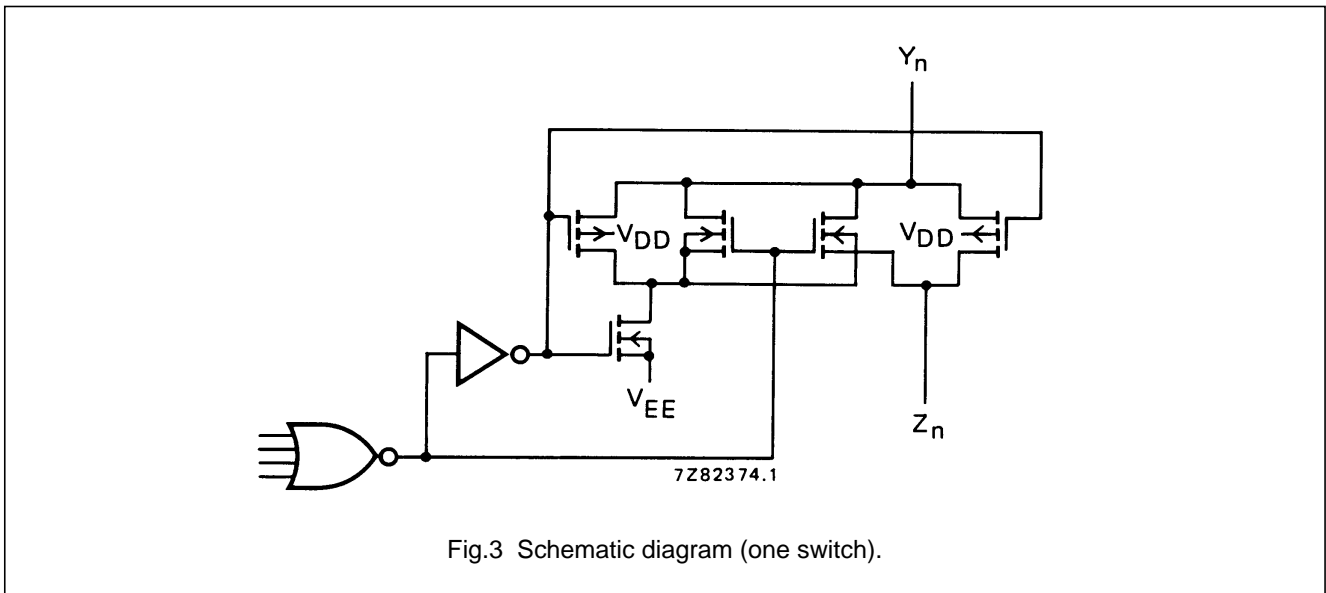 Yn
VDD
VDD
VEE
Zn
7Z82374.1
Fig.3 Schematic diagram (one switch).